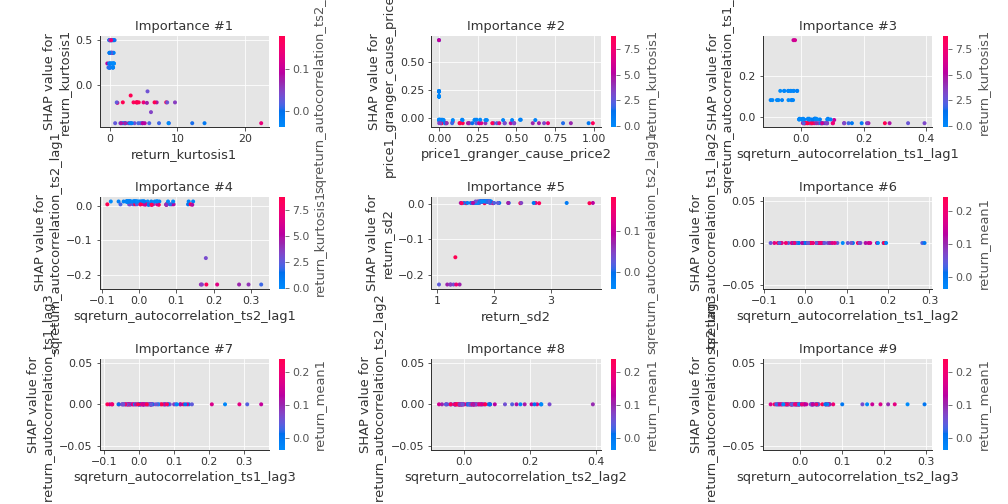 Importance #1
SHAP value for
return_kurtosis1
0.5
0.0
0
10
20
return_kurtosis1
0.1
0.0
sqreturn_autocorrelation_ts2_
Importance #2
SHAP value for
price1_granger_cause_price
0.6
0.4
0.2
0.0
0.00
0.25
0.50
0.75
1.00
price1_granger_cause_price2
7.5
5.0
2.5
0.0
return_kurtosis1
Importance #3
SHAP value for
sqreturn_autocorrelation_ts1_
0.2
0.0
0.0
0.2
0.4
sqreturn_autocorrelation_ts1_lag1
7.5
5.0
2.5
0.0
return_kurtosis1
Importance #4
SHAP value for
sqreturn_autocorrelation_ts2_lag1
0.0
−0.1
−0.2
−0.1
0.0
0.1
0.2
0.3
sqreturn_autocorrelation_ts2_lag1
7.5
5.0
2.5
0.0
return_kurtosis1
Importance #5
SHAP value for
return_sd2
0.0
−0.1
−0.2
1
2
3
return_sd2
0.1
0.0
sqreturn_autocorrelation_ts2_lag1
Importance #6
SHAP value for
sqreturn_autocorrelation_ts1_lag2
0.05
0.00
−0.05
−0.1
0.0
0.1
0.2
0.3
sqreturn_autocorrelation_ts1_lag2
0.2
0.1
0.0
return_mean1
Importance #7
SHAP value for
sqreturn_autocorrelation_ts1_lag3
0.05
0.00
−0.05
−0.1
0.0
0.1
0.2
0.3
sqreturn_autocorrelation_ts1_lag3
0.2
0.1
0.0
return_mean1
Importance #8
SHAP value for
return_autocorrelation_ts2_lag2
0.05
0.00
−0.05
0.0
0.2
0.4
sqreturn_autocorrelation_ts2_lag2
0.2
0.1
0.0
return_mean1
Importance #9
SHAP value for
return_autocorrelation_ts2_lag3
0.05
0.00
−0.05
0.0
0.1
0.2
0.3
sqreturn_autocorrelation_ts2_lag3
0.2
0.1
0.0
return_mean1